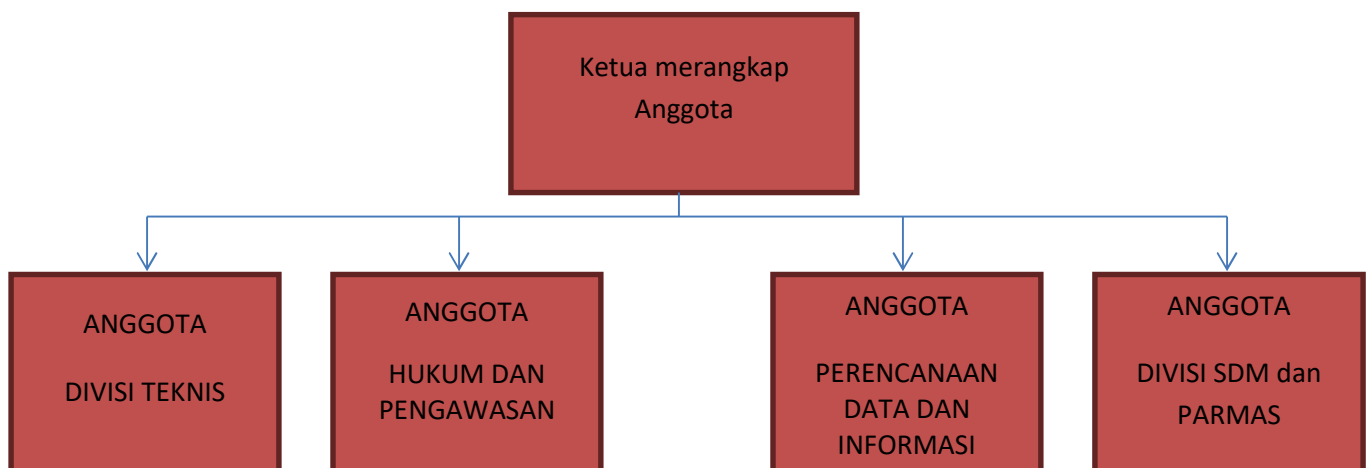 Ketua merangkap
Anggota
ANGGOTA
DIVISI TEKNIS
ANGGOTA
HUKUM DAN
PENGAWASAN
ANGGOTA
PERENCANAAN
DATA DAN
INFORMASI
ANGGOTA
DIVISI SDM dan
PARMAS